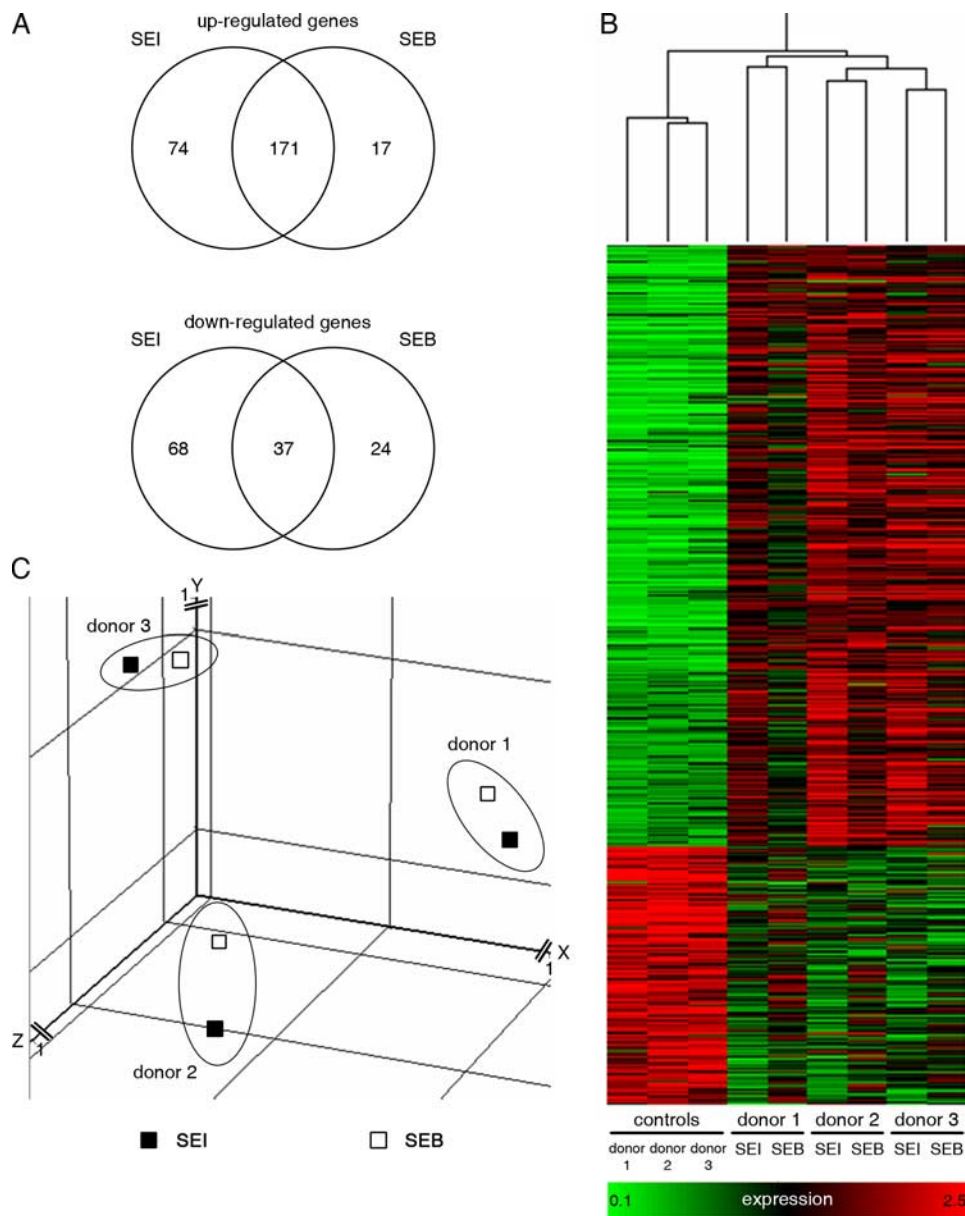 A
up-regulated genes
SEI SEB
74 171 17
down-regulated genes
SEI SEB
68 37 24
B
controls donor 1 donor 2 donor 3
donor 1 donor 2 donor 3 SEI SEB SEI SEB SEI SEB
0.1 expression 2.5
C
1 Y
donor 3
donor 1
X
1
Z
1
donor 2
SEI SEB